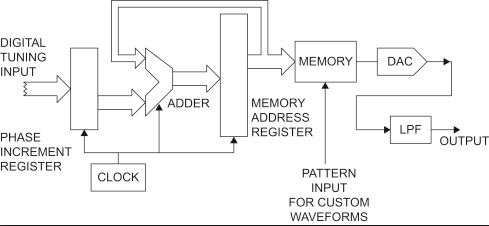 DIGITAL
TUNING
INPUT
ADDER
MEMORY
DAC
PHASE
INCREMENT
REGISTER
MEMORY
ADDRESS
REGISTER
LPF
OUTPUT
CLOCK
PATTERN
INPUT
FOR CUSTOM
WAVEFORMS